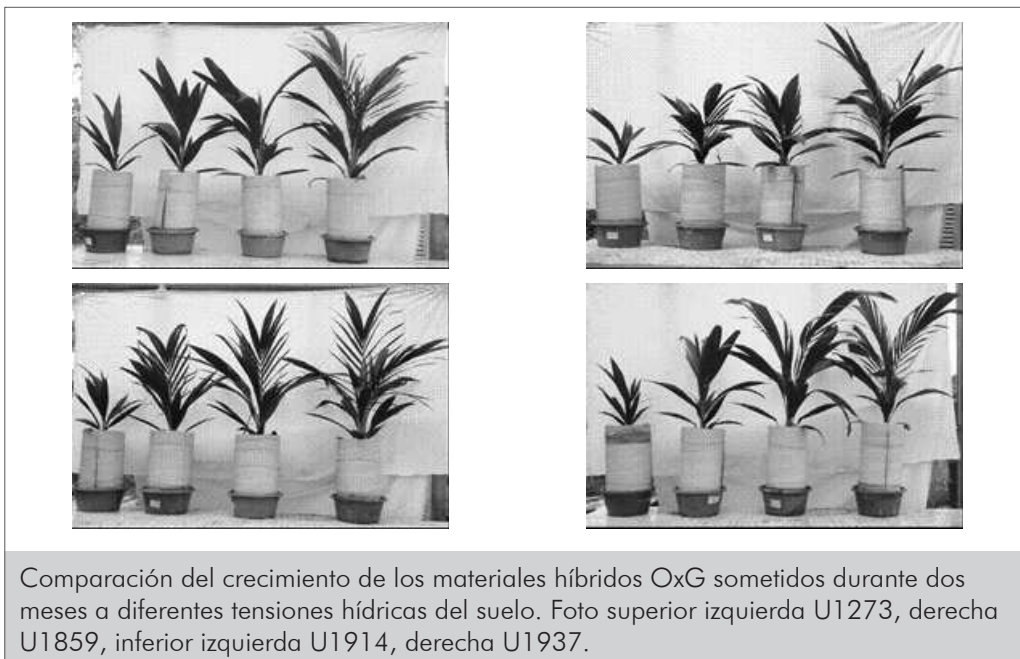 Comparación del crecimiento de los materiales híbridos OxG sometidos durante dos
meses a diferentes tensiones hídricas del suelo. Foto superior izquierda U1273, derecha
U1859, inferior izquierda U1914, derecha U1937.